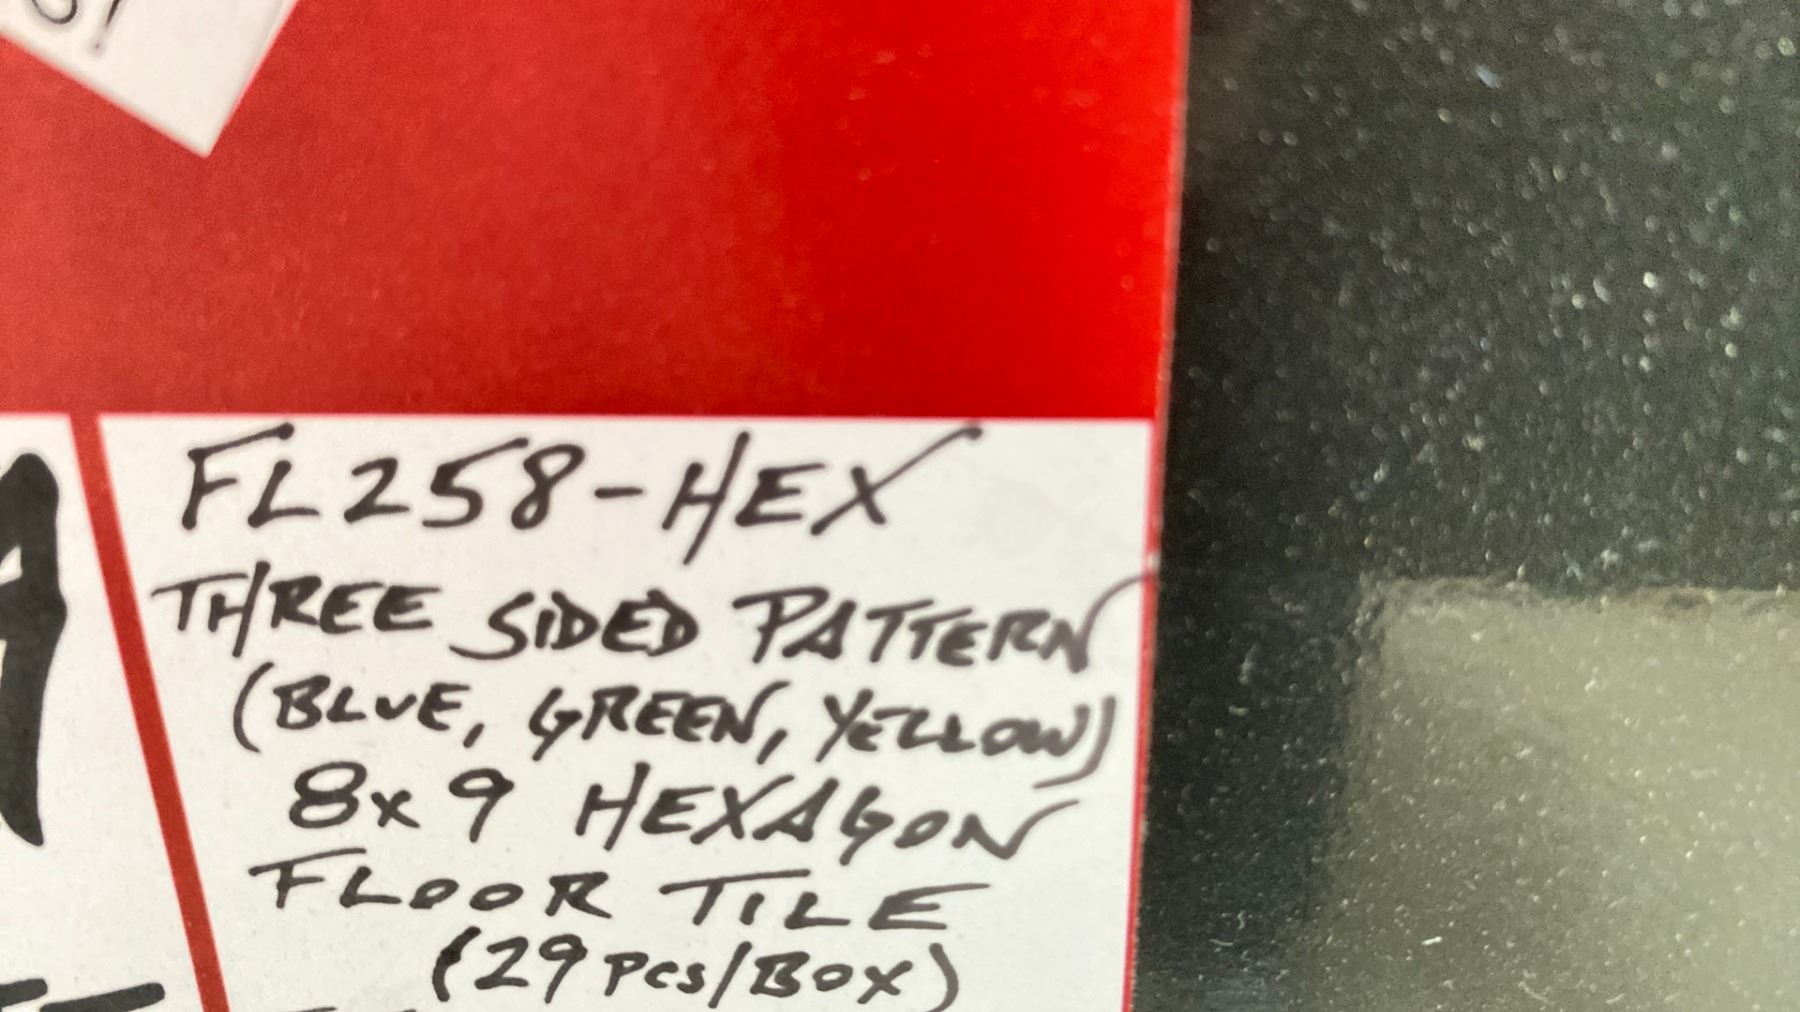 FL258-HEX
THREE SIDED PATTERN
(BLUE, GREEN, YELLOW)
8x9 HEXAGON
FLOOR TILE
(29 PCS/BOX)